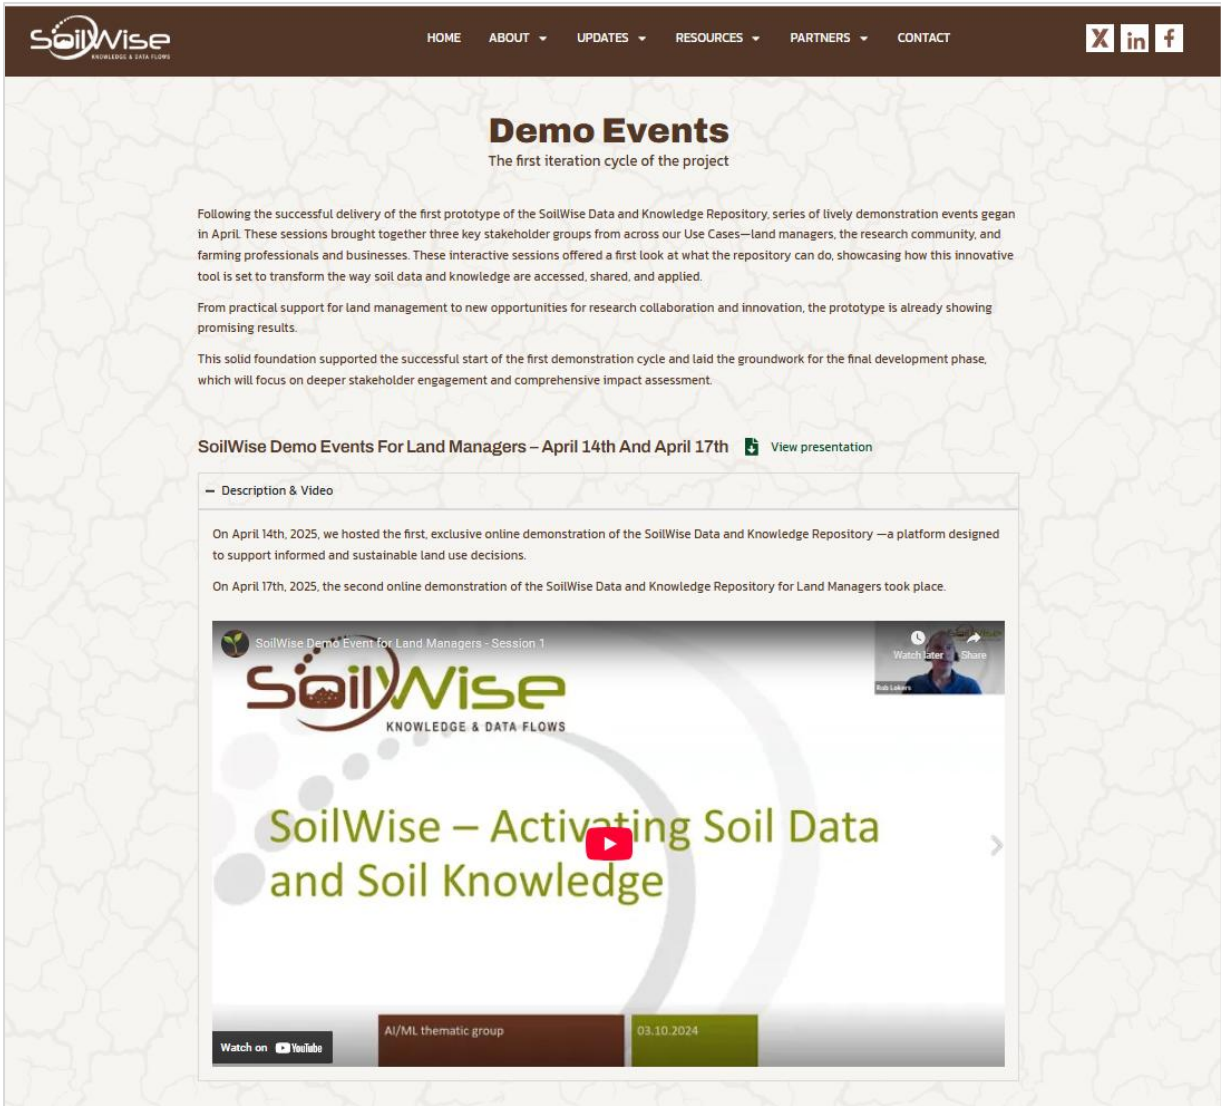 SoilWise
KNOWLEDGE & DATA FLOWS
HOME ABOUT UPDATES RESOURCES PARTNERS CONTACT
X in f
Demo Events
The first iteration cycle of the project
Following the successful delivery of the first prototype of the SoilWise Data and Knowledge Repository, series of lively demonstration events gegan
in April. These sessions brought together three key stakeholder groups from across our Use Cases—land managers, the research community, and
farming professionals and businesses. These interactive sessions offered a first look at what the repository can do, showcasing how this innovative
tool is set to transform the way soil data and knowledge are accessed, shared, and applied.
From practical support for land management to new opportunities for research collaboration and innovation, the prototype is already showing
promising results.
This solid foundation supported the successful start of the first demonstration cycle and laid the groundwork for the final development phase,
which will focus on deeper stakeholder engagement and comprehensive impact assessment.
SoilWise Demo Events For Land Managers – April 14th And April 17th View presentation
– Description & Video
On April 14th, 2025, we hosted the first, exclusive online demonstration of the SoilWise Data and Knowledge Repository —a platform designed
to support informed and sustainable land use decisions.
On April 17th, 2025, the second online demonstration of the SoilWise Data and Knowledge Repository for Land Managers took place.
SoilWise Demo Event for Land Managers - Session 1
Watch later Share
Rob Lokers
SoilWise
KNOWLEDGE & DATA FLOWS
SoilWise – Activating Soil Data
and Soil Knowledge
AI/ML thematic group 03.10.2024
Watch on YouTube